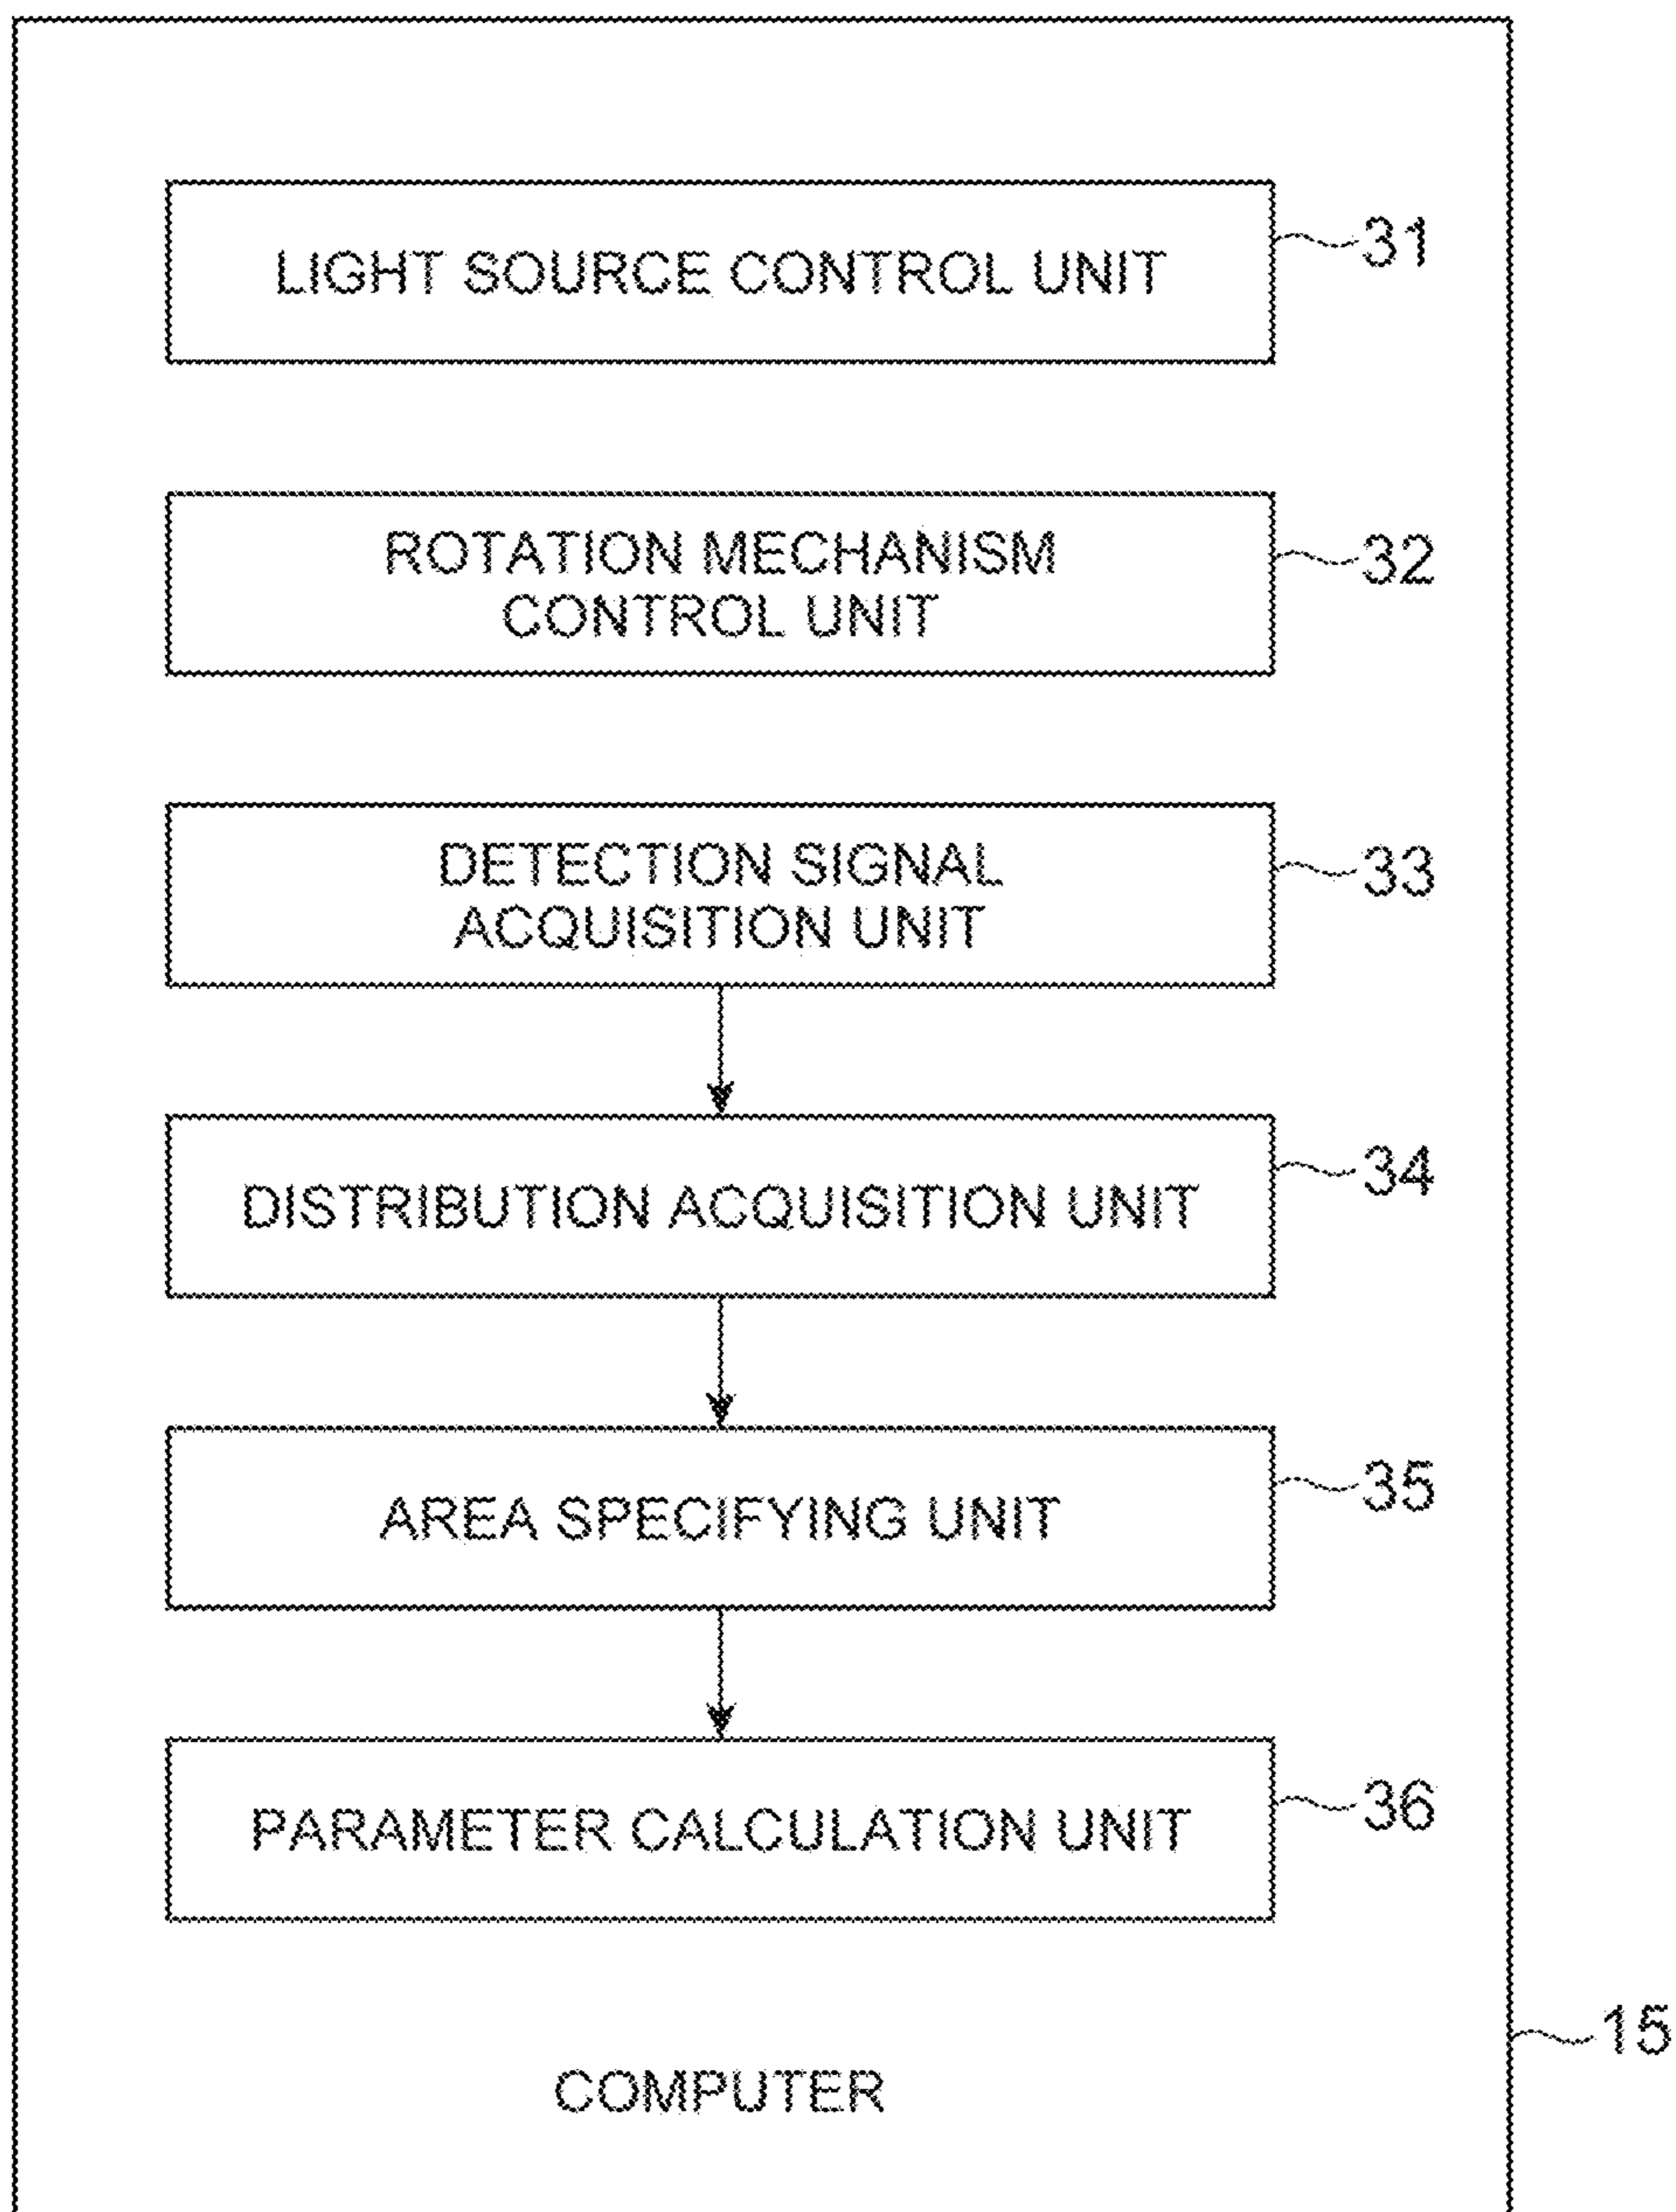 LIGHT SOURCE CONTROL UNIT
31
ROTATION MECHANISM
CONTROL UNIT
32
DETECTION SIGNAL
ACQUISITION UNIT
33
DISTRIBUTION ACQUISITION UNIT
34
AREA SPECIFYING UNIT
35
PARAMETER CALCULATION UNIT
36
15
COMPUTER